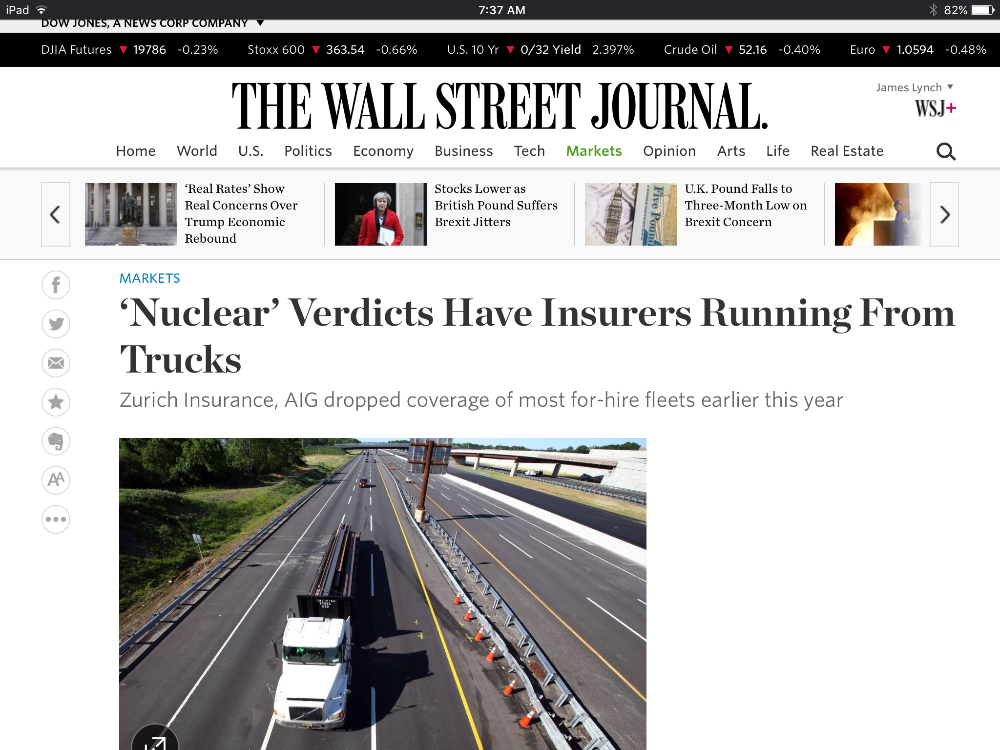 iPad 7:37 AM 82%
DOW JONES, A NEWS CORP COMPANY
DJIA Futures 19786 -0.23% Stoxx 600 363.54 -0.66% U.S. 10 Yr 0/32 Yield 2.397% Crude Oil 52.16 -0.40% Euro 1.0594 -0.48%
THE WALL STREET JOURNAL.
James Lynch
WSJ+
Home World U.S. Politics Economy Business Tech Markets Opinion Arts Life Real Estate
‘Real Rates’ Show
Real Concerns Over
Trump Economic
Rebound
Stocks Lower as
British Pound Suffers
Brexit Jitters
Five Pound
U.K. Pound Falls to
Three-Month Low on
Brexit Concern
MARKETS
‘Nuclear’ Verdicts Have Insurers Running From
Trucks
Zurich Insurance, AIG dropped coverage of most for-hire fleets earlier this year
AA
STEEL